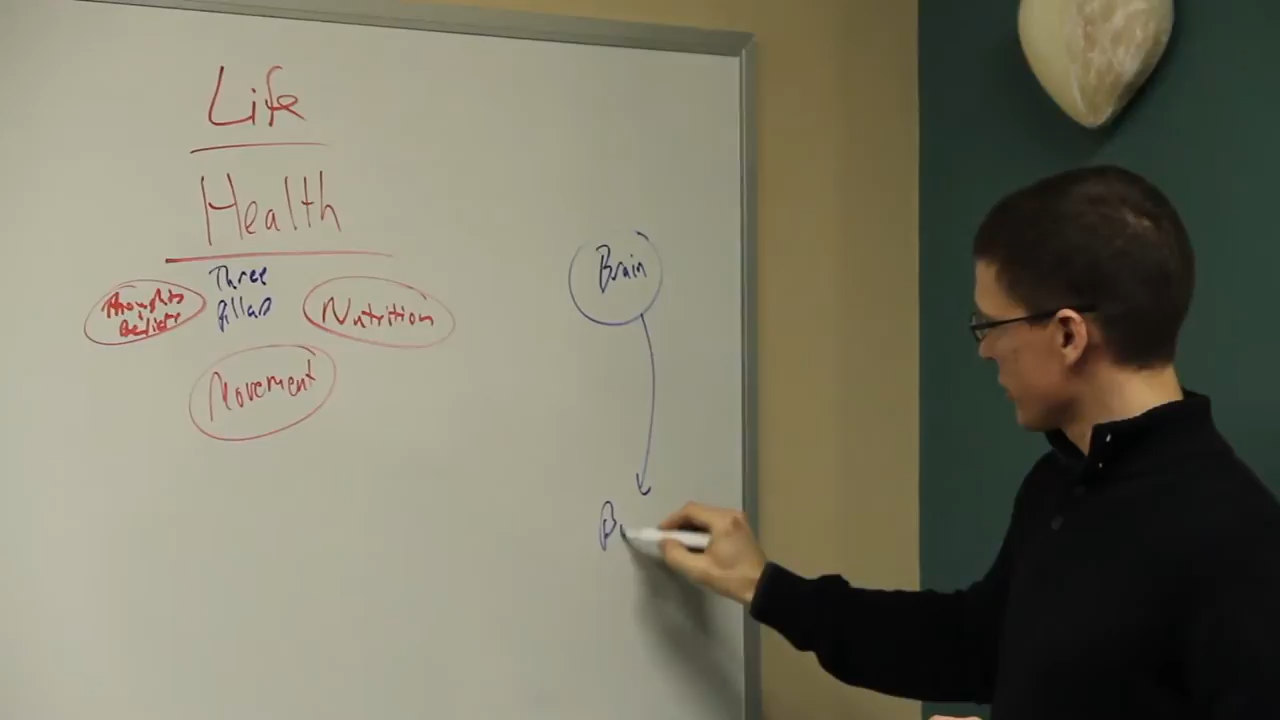 Life
Health
Three
Pillars
Thoughts
Beliefs
Nutrition
Movement
Brain
B